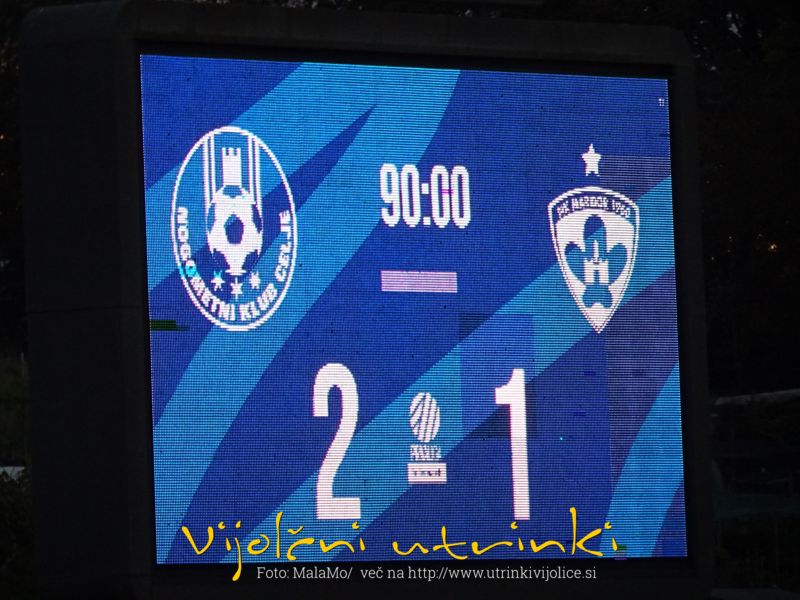 90:00
NOGOMETNI KLUB CELJE
NK MARIBOR 1960
2 1
Vijolčni utrinki
Foto: MalaMo/ več na http://www.utrinkivijolice.si